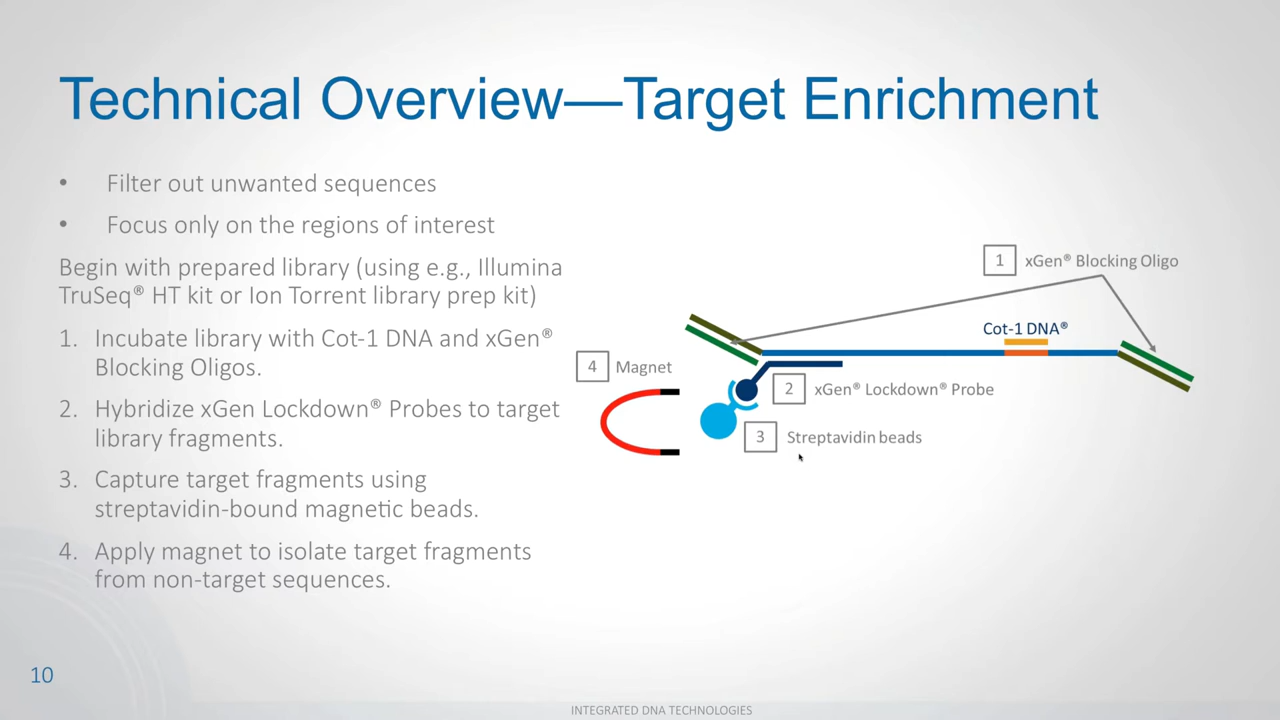 Technical Overview—Target Enrichment
• Filter out unwanted sequences
• Focus only on the regions of interest
Begin with prepared library (using e.g., Illumina
TruSeq® HT kit or Ion Torrent library prep kit)
1. Incubate library with Cot-1 DNA and xGen®
Blocking Oligos.
2. Hybridize xGen Lockdown® Probes to target
library fragments.
3. Capture target fragments using
streptavidin-bound magnetic beads.
4. Apply magnet to isolate target fragments
from non-target sequences.
1 xGen® Blocking Oligo
Cot-1 DNA®
4 Magnet
2 xGen® Lockdown® Probe
3 Streptavidin beads
10
INTEGRATED DNA TECHNOLOGIES